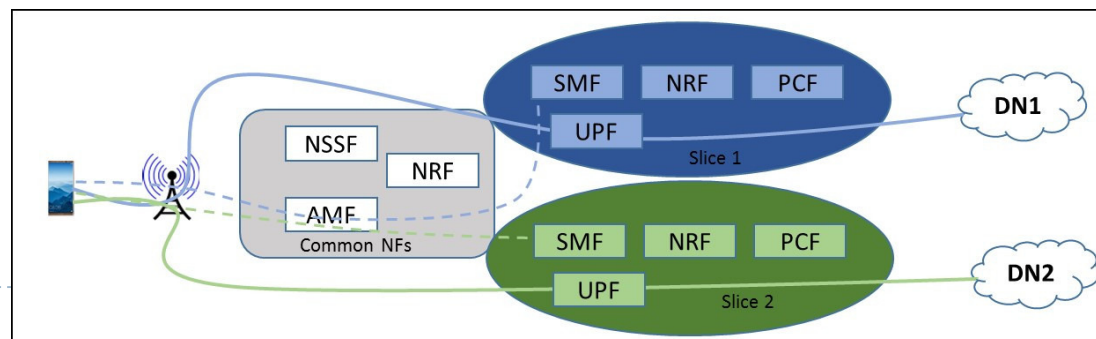 NSSF
NRF
AMF
Common NFs
SMF NRF PCF
UPF
Slice 1
DN1
SMF NRF PCF
UPF
Slice 2
DN2